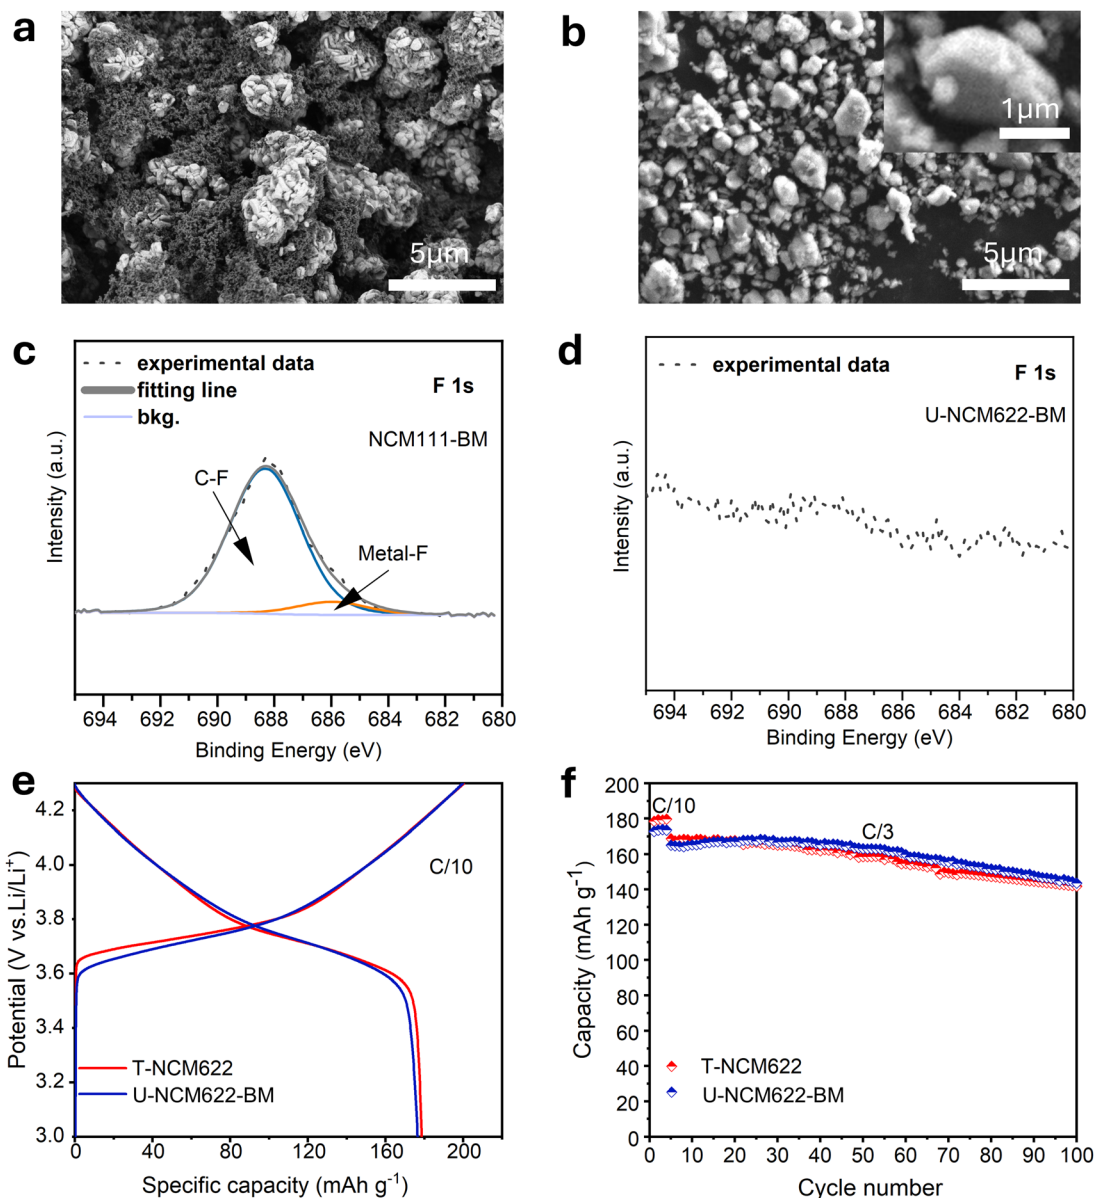 a
5μm
b
1μm
5μm
c
experimental data
fitting line
bkg.
F 1s
NCM111-BM
C-F
Metal-F
Intensity (a.u.)
694 692 690 688 686 684 682 680
Binding Energy (eV)
d
experimental data
F 1s
U-NCM622-BM
Intensity (a.u.)
694 692 690 688 686 684 682 680
Binding Energy (eV)
e
4.2
4.0
3.8
3.6
3.4
3.2
3.0
Potential (V vs.Li/Li⁺)
C/10
T-NCM622
U-NCM622-BM
0 40 80 120 160 200
Specific capacity (mAh g⁻¹)
f
200
180
160
140
120
100
80
60
40
20
0
Capacity (mAh g⁻¹)
C/10
C/3
T-NCM622
U-NCM622-BM
0 10 20 30 40 50 60 70 80 90 100
Cycle number